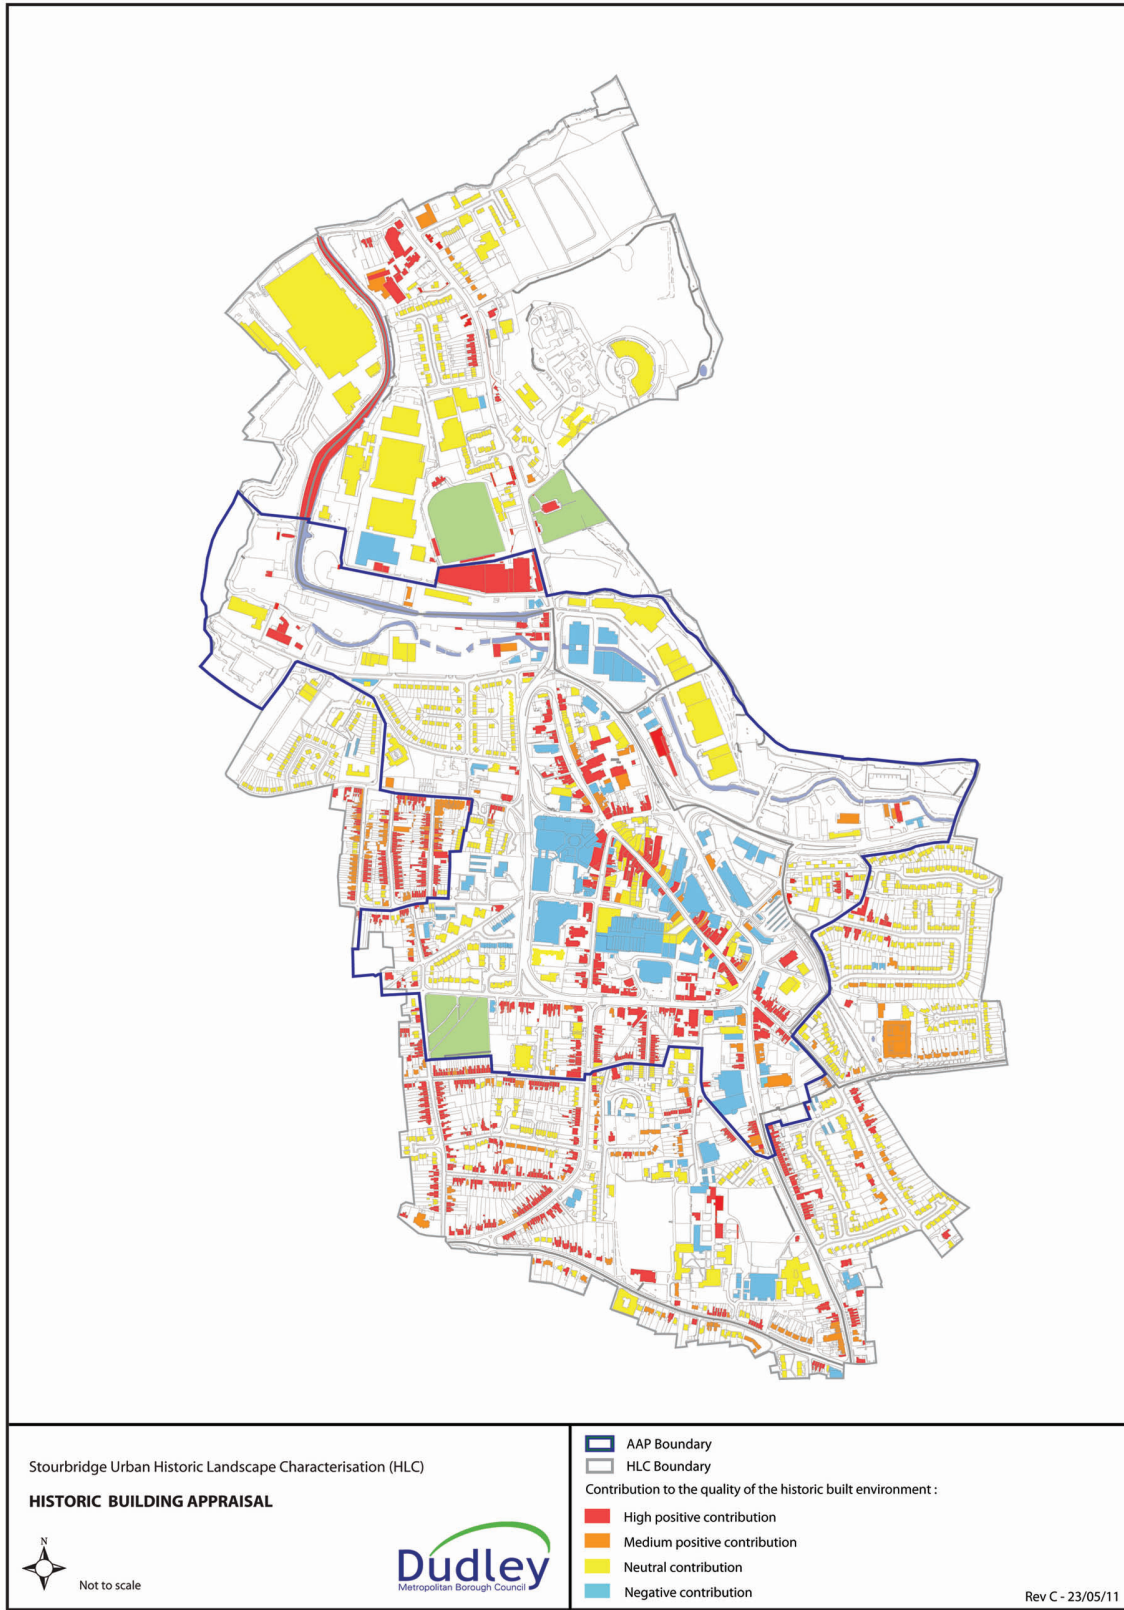 Stourbridge Urban Historic Landscape Characterisation (HLC)
HISTORIC BUILDING APPRAISAL
N
Not to scale
Dudley
Metropolitan Borough Council
AAP Boundary
HLC Boundary
Contribution to the quality of the historic built environment :
High positive contribution
Medium positive contribution
Neutral contribution
Negative contribution
Rev C - 23/05/11